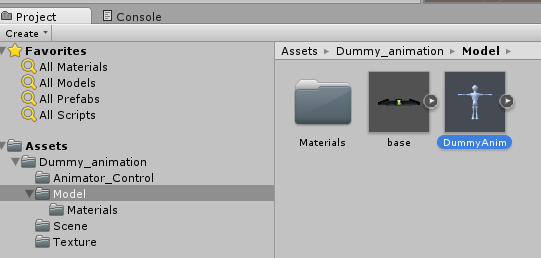 Project
Console
Create
Favorites
All Materials
All Models
All Prefabs
All Scripts
Assets
Dummy_animation
Animator_Control
Model
Materials
Scene
Texture
Assets Dummy_animation Model
Materials
base
DummyAnim